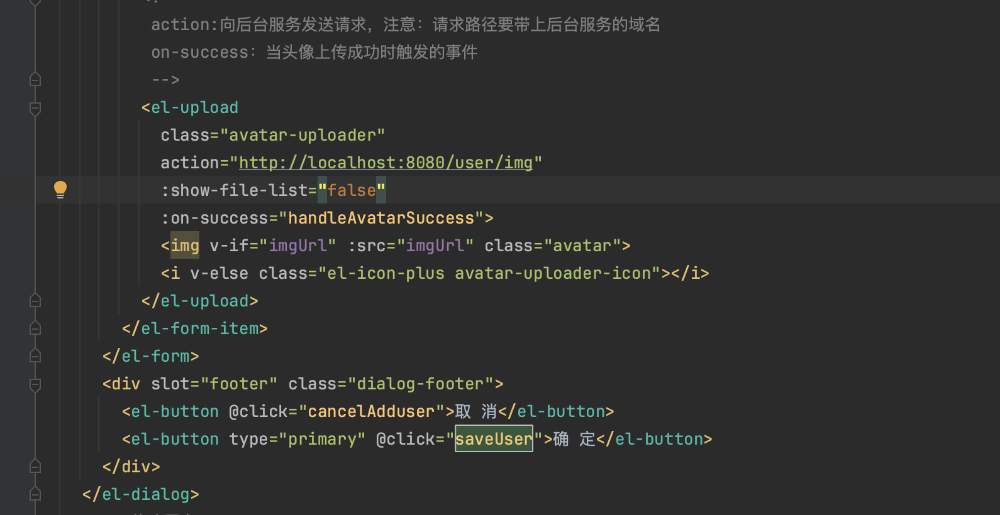 action:向后台服务发送请求，注意：请求路径要带上后台服务的域名
on-success：当头像上传成功时触发的事件
-->
<el-upload
class="avatar-uploader"
action="http://localhost:8080/user/img"
:show-file-list="false"
:on-success="handleAvatarSuccess">
<img v-if="imgUrl" :src="imgUrl" class="avatar">
<i v-else class="el-icon-plus avatar-uploader-icon"></i>
</el-upload>
</el-form-item>
</el-form>
<div slot="footer" class="dialog-footer">
<el-button @click="cancelAdduser">取 消</el-button>
<el-button type="primary" @click="saveUser">确 定</el-button>
</div>
</el-dialog>